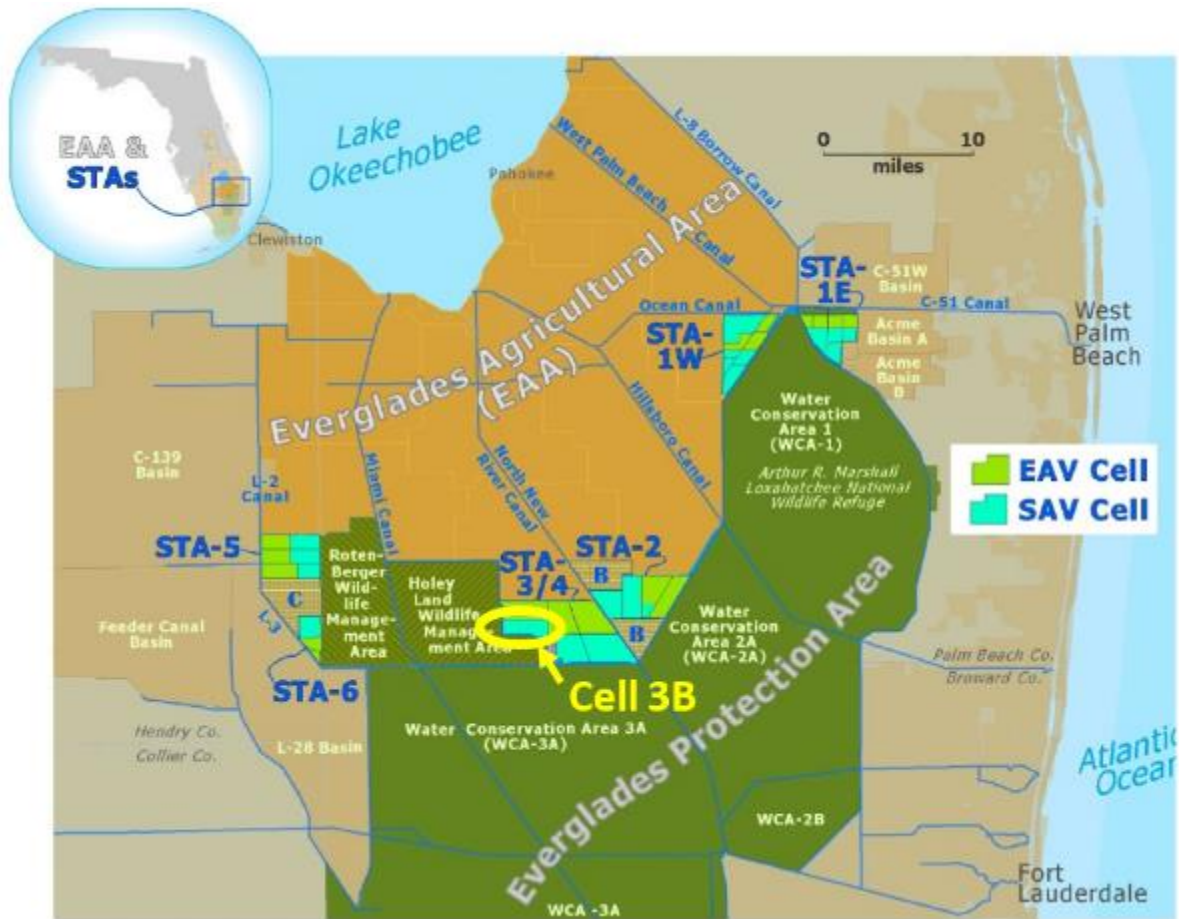 EAA &
STAs
Lake
Okeechobee
Pahokee
Clewiston
West Palm Beach
Canal
L-8 Borrow Canal
0 10
miles
Everglades Agricultural Area
(EAA)
Ocean Canal
STA-
1E
C-51W
Basin
C-51 Canal
West
Palm
Beach
STA-
1W
Acme
Basin A
Acme
Basin B
Hillsboro Canal
Water
Conservation
Area 1
(WCA-1)
Arthur R. Marshall
Loxahatchee National
Wildlife Refuge
EAV Cell
SAV Cell
C-139
Basin
L-2
Canal
Miami Canal
North New
River Canal
STA-5
STA-
3/4
STA-2
B
Roten-
Berger
Wild-
life
Manage-
ment
Area
Holey
Land
Wildlife
Manage-
ment Area
C
L-3
Feeder Canal
Basin
B
Water
Conservation
Area 2A
(WCA-2A)
Palm Beach Co.
Broward Co.
STA-6
Cell 3B
Hendry Co.
Collier Co.
L-28 Basin
Water Conservation Area 3A
(WCA-3A)
Everglades Protection Area
Atlantic
Ocean
WCA-2B
Fort
Lauderdale
WCA -3A